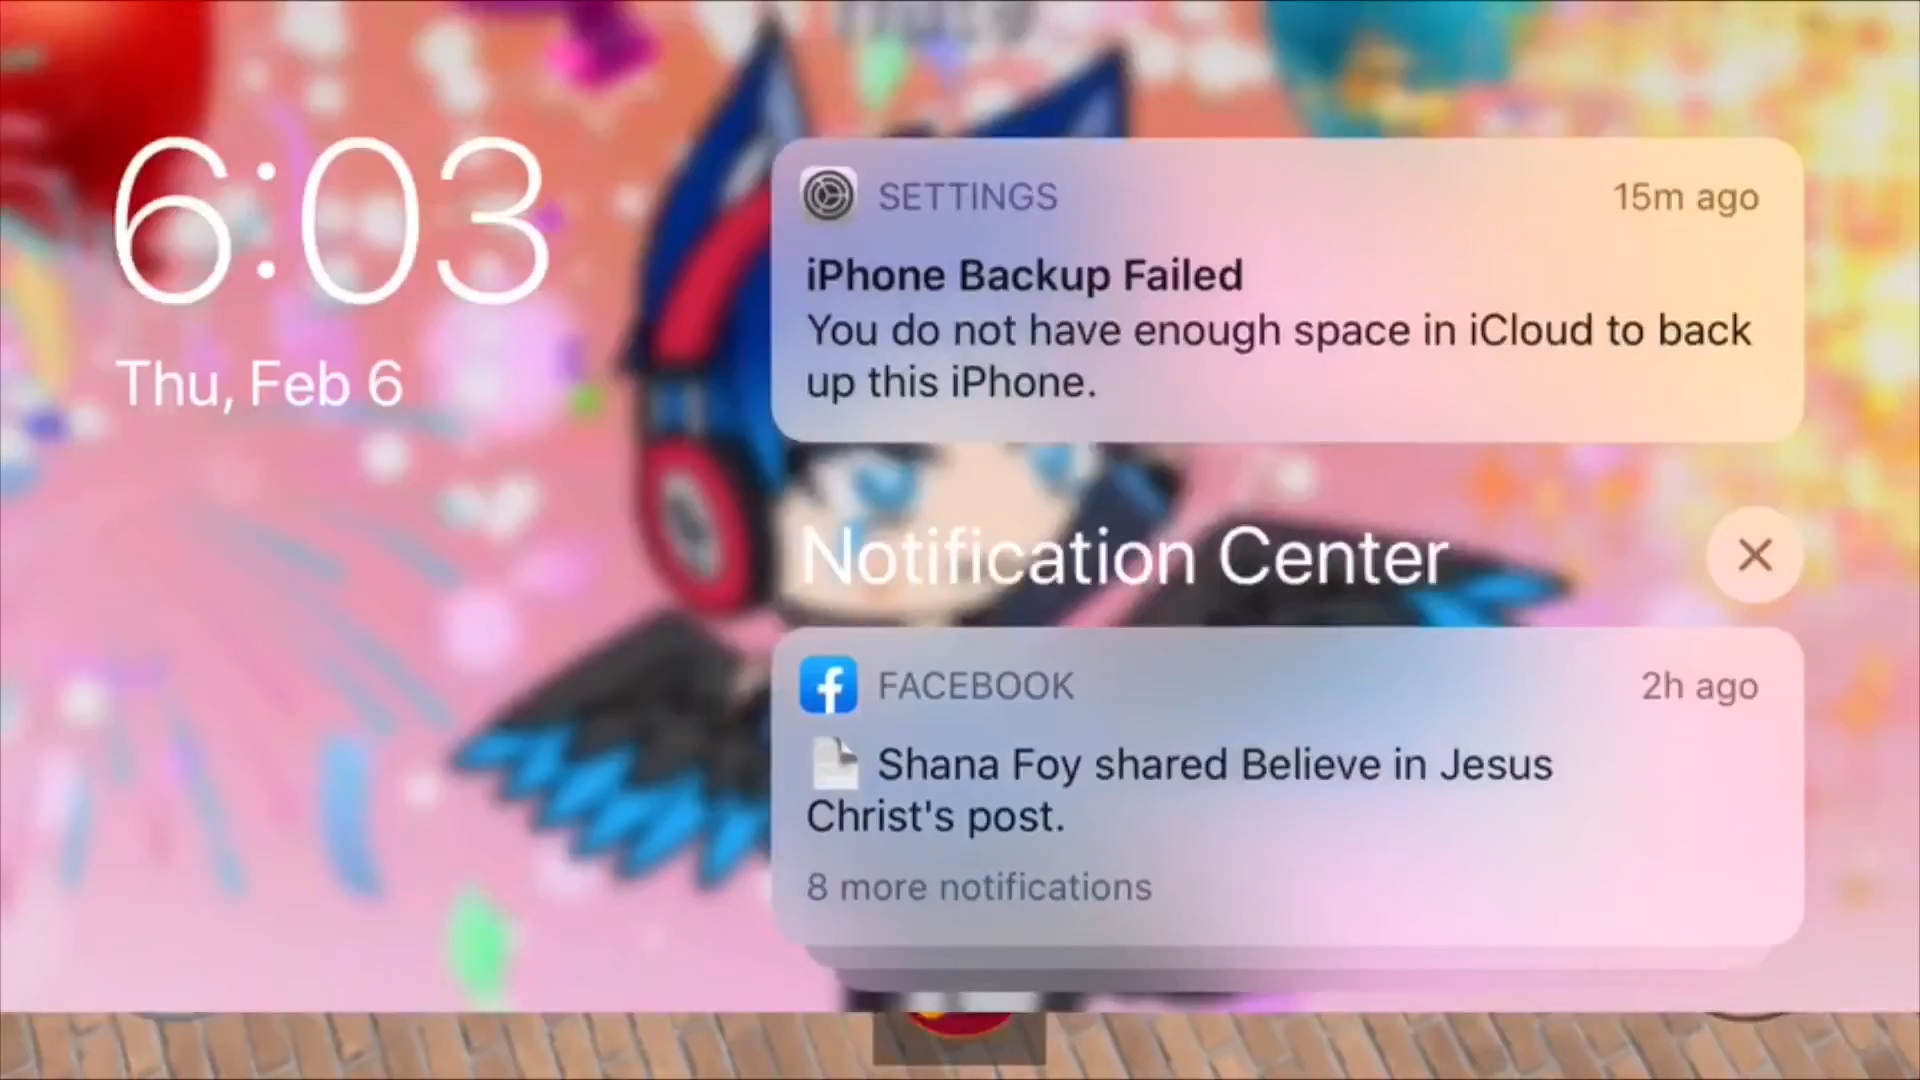 6:03
Thu, Feb 6
SETTINGS
15m ago
iPhone Backup Failed
You do not have enough space in iCloud to back
up this iPhone.
Notification Center
FACEBOOK
2h ago
Shana Foy shared Believe in Jesus
Christ's post.
8 more notifications